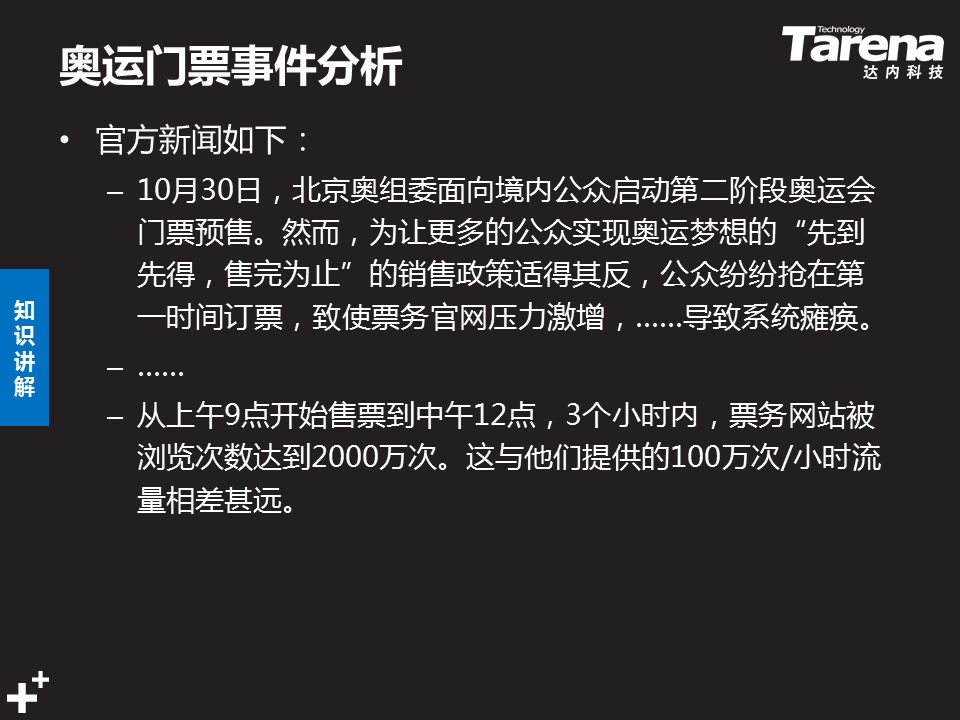 奥运门票事件分析
Technology
Tarena
达内科技
• 官方新闻如下：
– 10月30日，北京奥组委面向境内公众启动第二阶段奥运会
门票预售。然而，为让更多的公众实现奥运梦想的“先到
先得，售完为止”的销售政策适得其反，公众纷纷抢在第
一时间订票，致使票务官网压力激增，……导致系统瘫痪。
– ……
– 从上午9点开始售票到中午12点，3个小时内，票务网站被
浏览次数达到2000万次。这与他们提供的100万次/小时流
量相差甚远。
知
识
讲
解